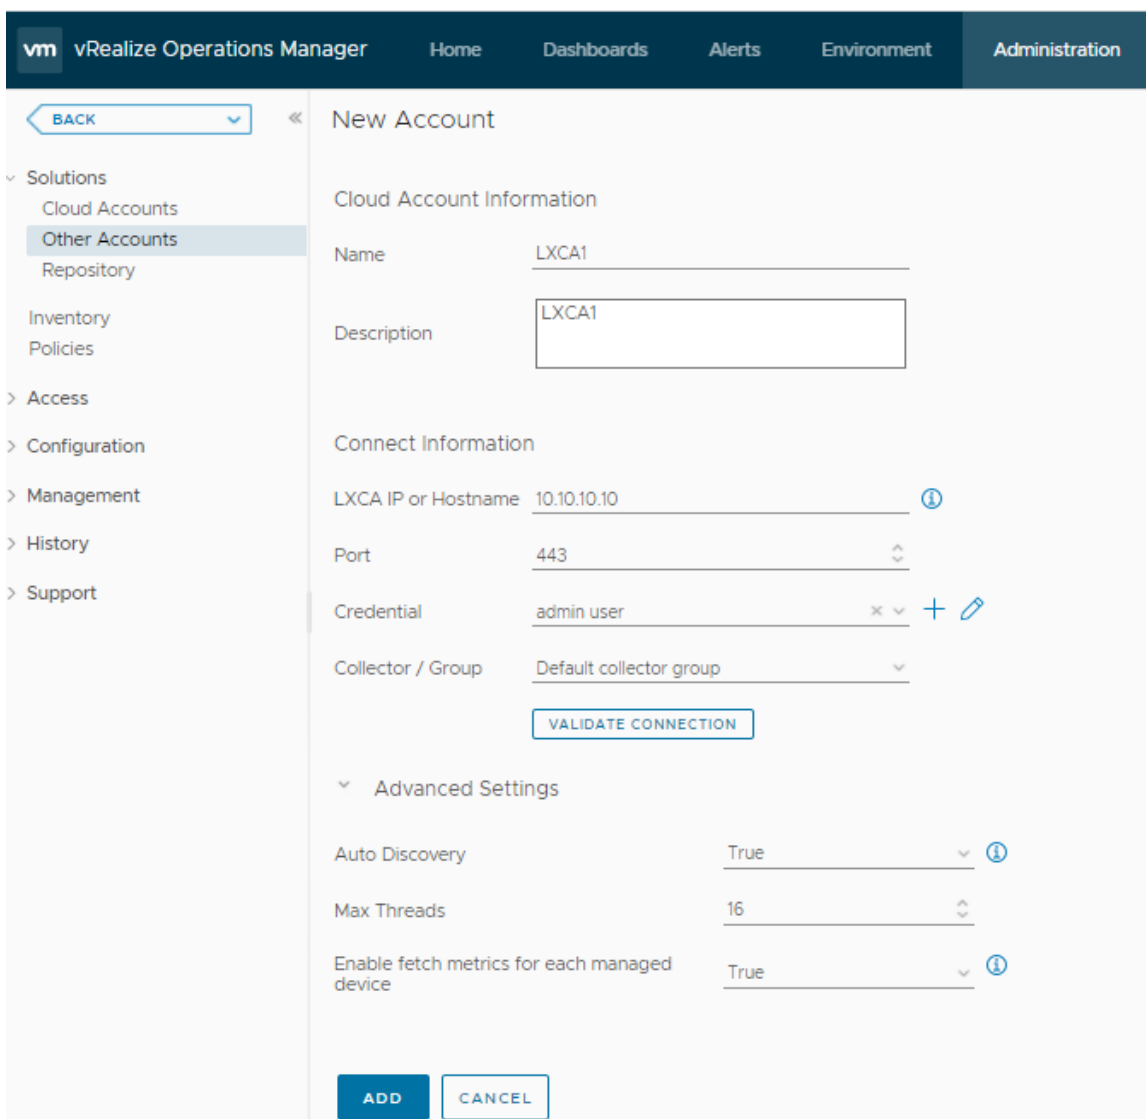 vm vRealize Operations Manager Home Dashboards Alerts Environment Administration
BACK
New Account
Solutions
Cloud Accounts
Other Accounts
Repository
Inventory
Policies
Access
Configuration
Management
History
Support
Cloud Account Information
Name LXCA1
Description LXCA1
Connect Information
LXCA IP or Hostname 10.10.10.10
Port 443
Credential admin user
Collector / Group Default collector group
VALIDATE CONNECTION
Advanced Settings
Auto Discovery True
Max Threads 16
Enable fetch metrics for each managed
device True
ADD CANCEL